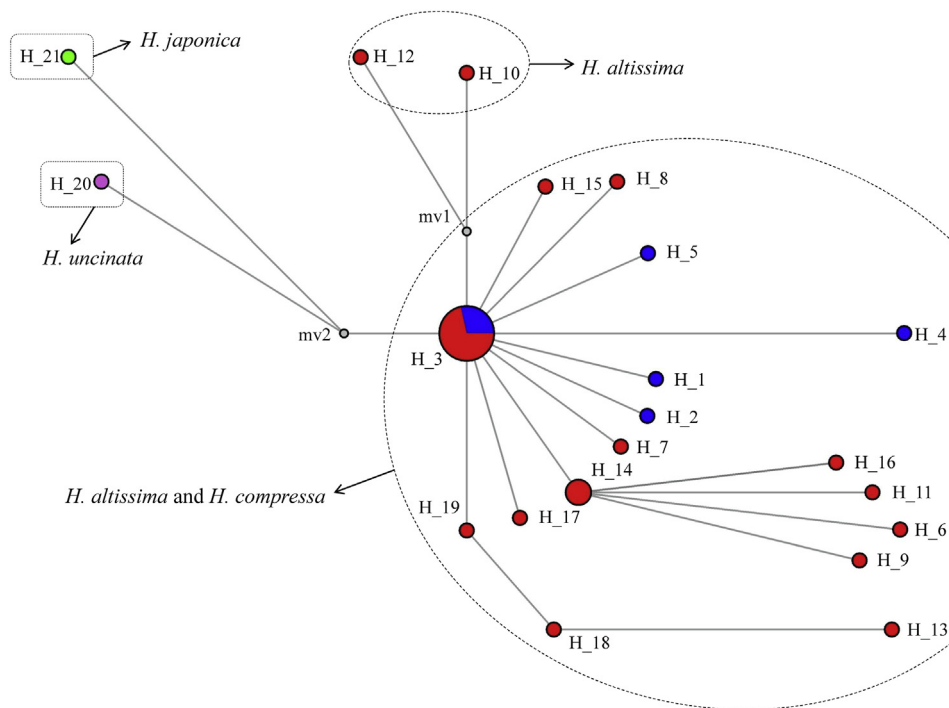 H_21
H. japonica
H_12
H_10
H. altissima
H_20
H. uncinata
mv1
H_15
H_8
H_5
mv2
H_3
H_4
H_1
H_2
H_7
H_14
H_16
H_11
H. altissima and H. compressa
H_19
H_17
H_6
H_9
H_18
H_13